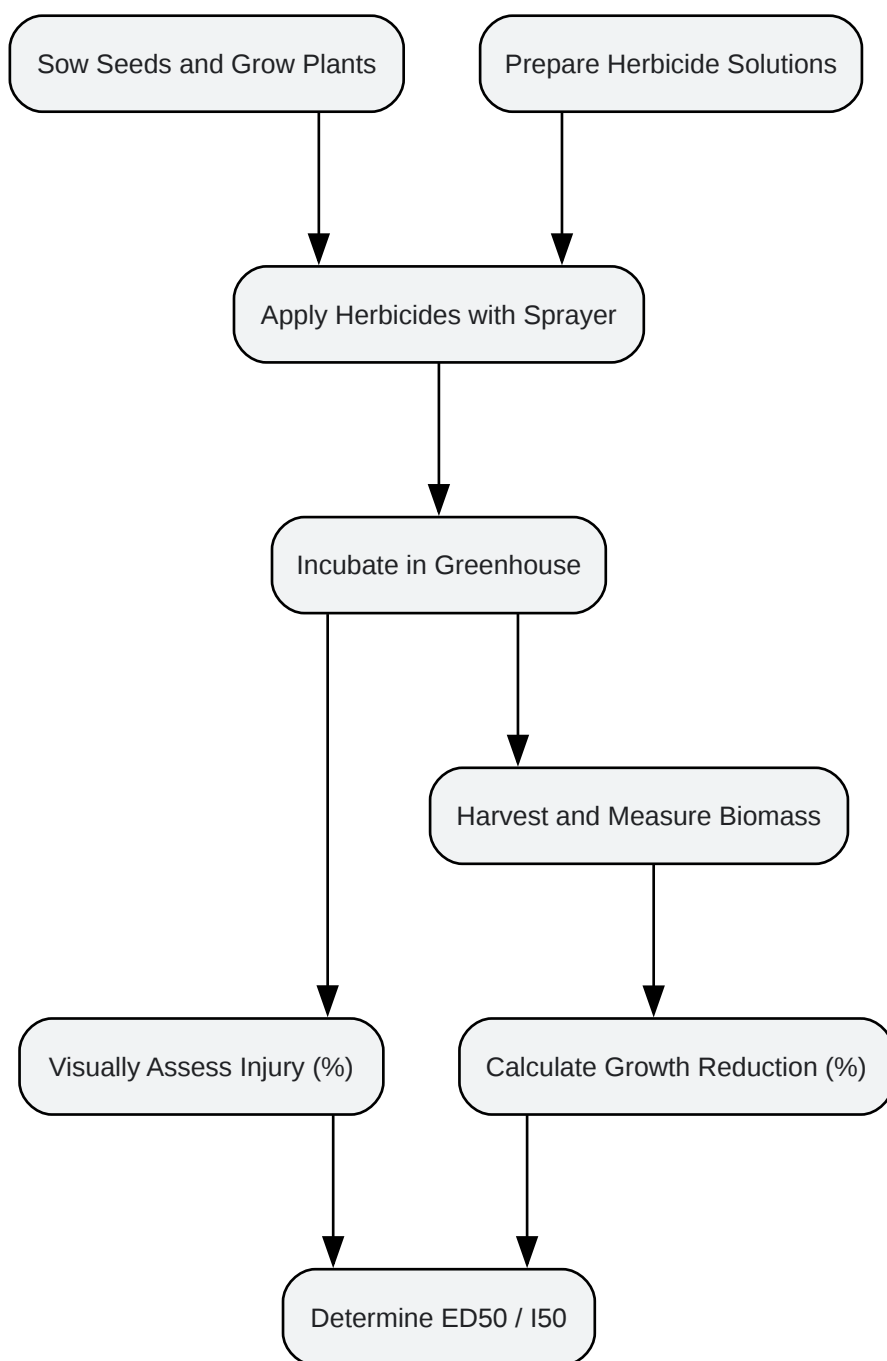 Sow Seeds and Grow Plants
Prepare Herbicide Solutions
Apply Herbicides with Sprayer
Incubate in Greenhouse
Harvest and Measure Biomass
Visually Assess Injury (%)
Calculate Growth Reduction (%)
Determine ED50 / I50